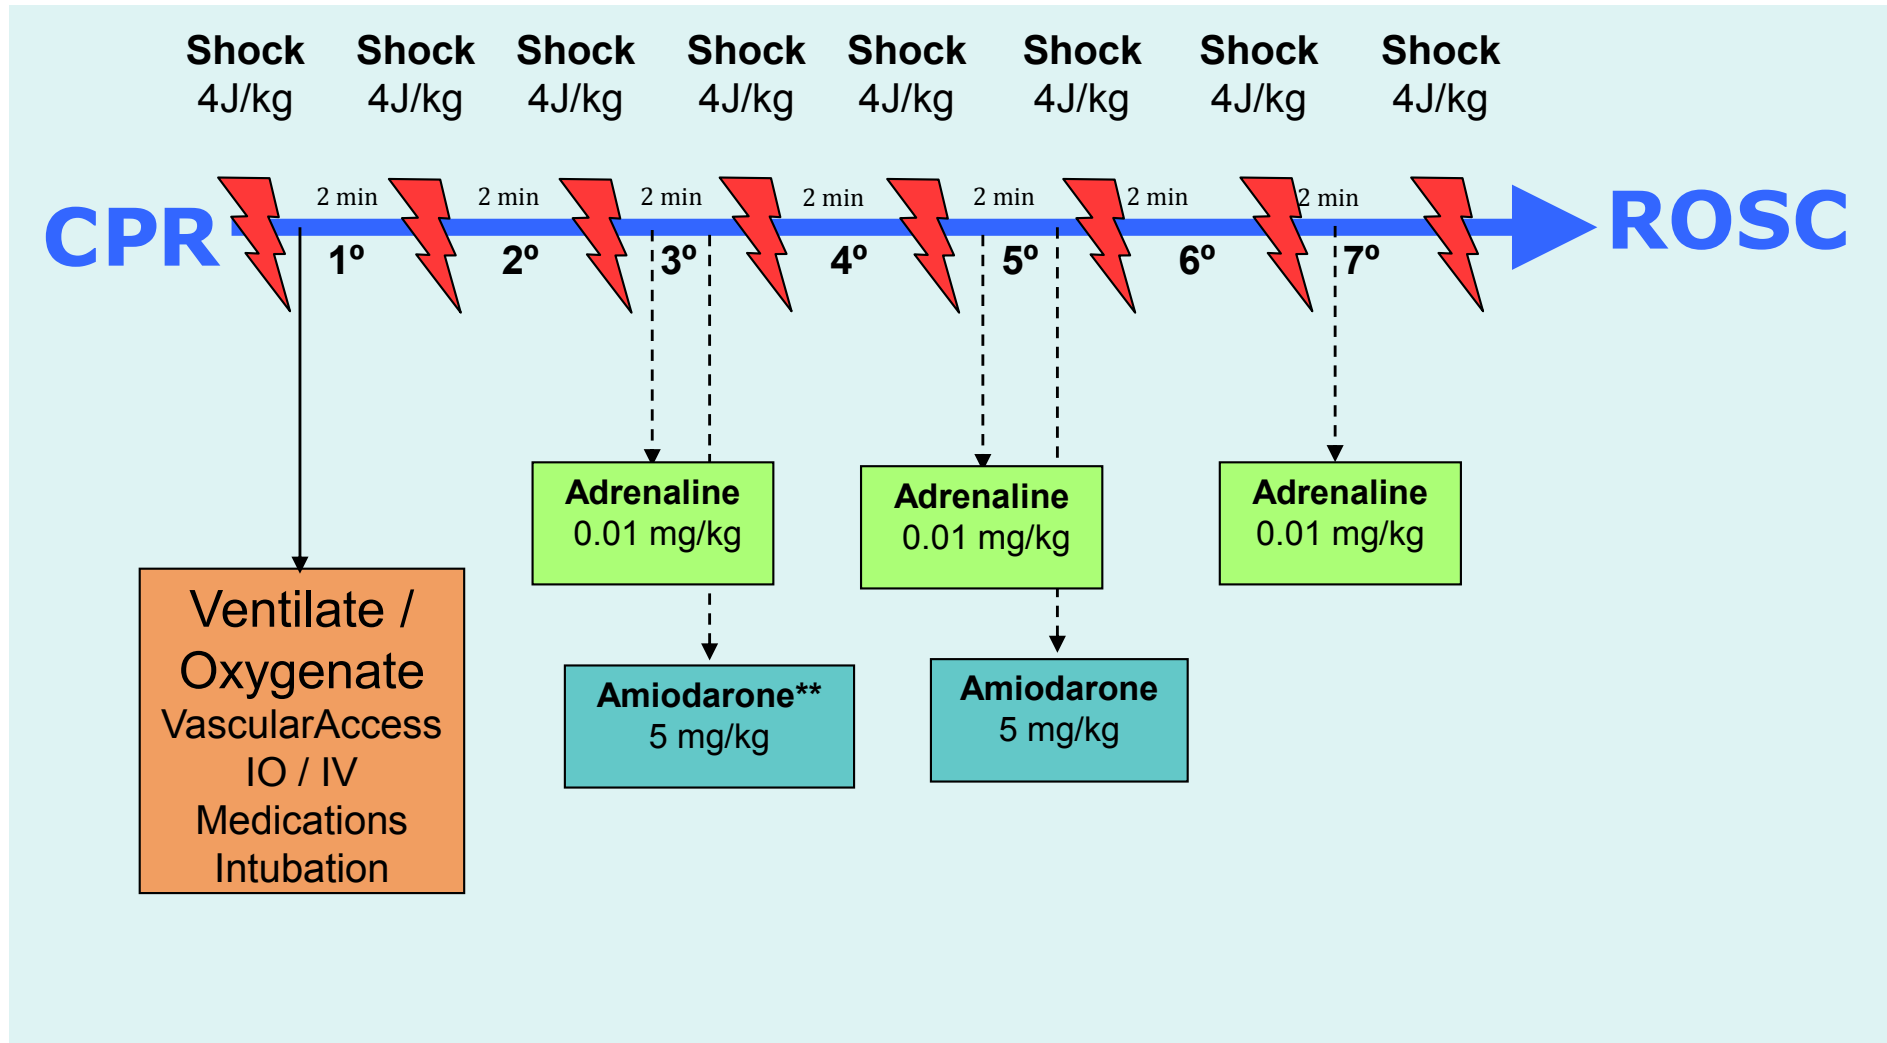 Shock Shock Shock Shock Shock Shock Shock Shock
4J/kg 4J/kg 4J/kg 4J/kg 4J/kg 4J/kg 4J/kg 4J/kg
2 min 2 min 2 min 2 min 2 min 2 min 2 min
CPR ROSC
1º 2º 3º 4º 5º 6º 7º
Adrenaline
0.01 mg/kg
Adrenaline
0.01 mg/kg
Adrenaline
0.01 mg/kg
Ventilate /
Oxygenate
VascularAccess
IO / IV
Medications
Intubation
Amiodarone**
5 mg/kg
Amiodarone
5 mg/kg